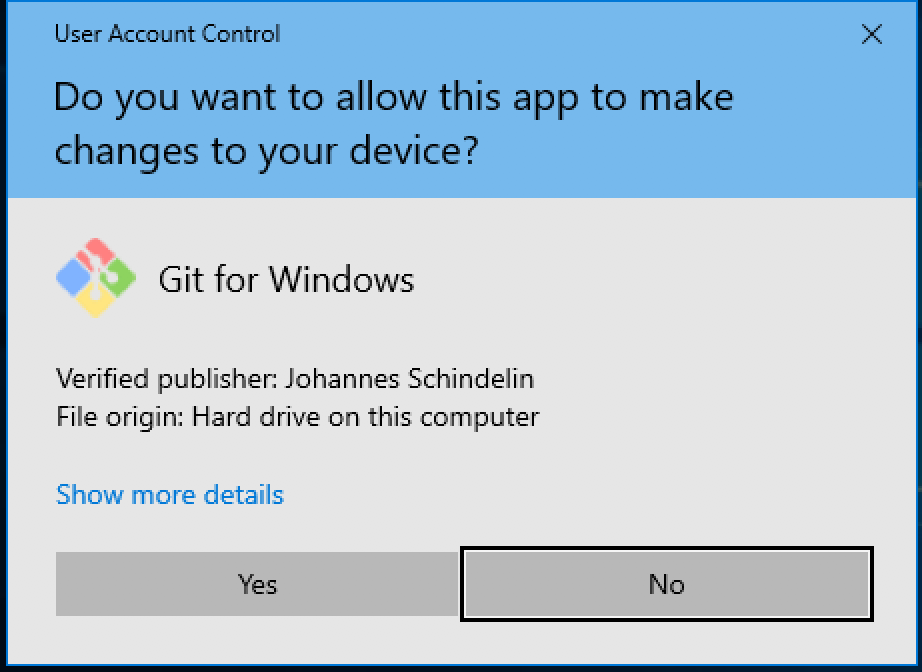 User Account Control
Do you want to allow this app to make
changes to your device?
Git for Windows
Verified publisher: Johannes Schindelin
File origin: Hard drive on this computer
Show more details
Yes
No